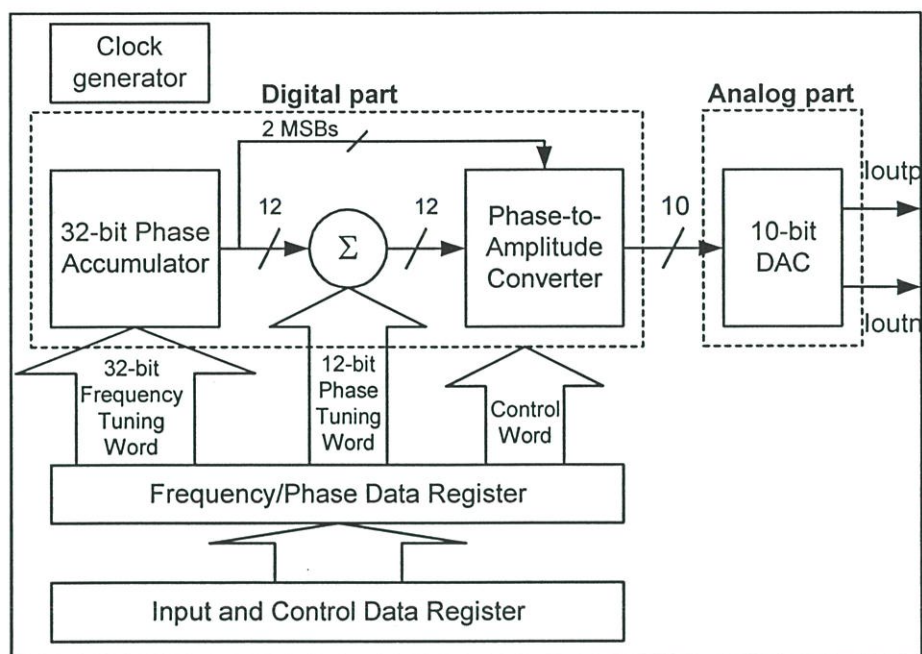 Clock
generator
Digital part
Analog part
2 MSBs
32-bit Phase
Accumulator
12
Σ
12
Phase-to-
Amplitude
Converter
10
10-bit
DAC
Ioutp
Ioutn
32-bit
Frequency
Tuning
Word
12-bit
Phase
Tuning
Word
Control
Word
Frequency/Phase Data Register
Input and Control Data Register